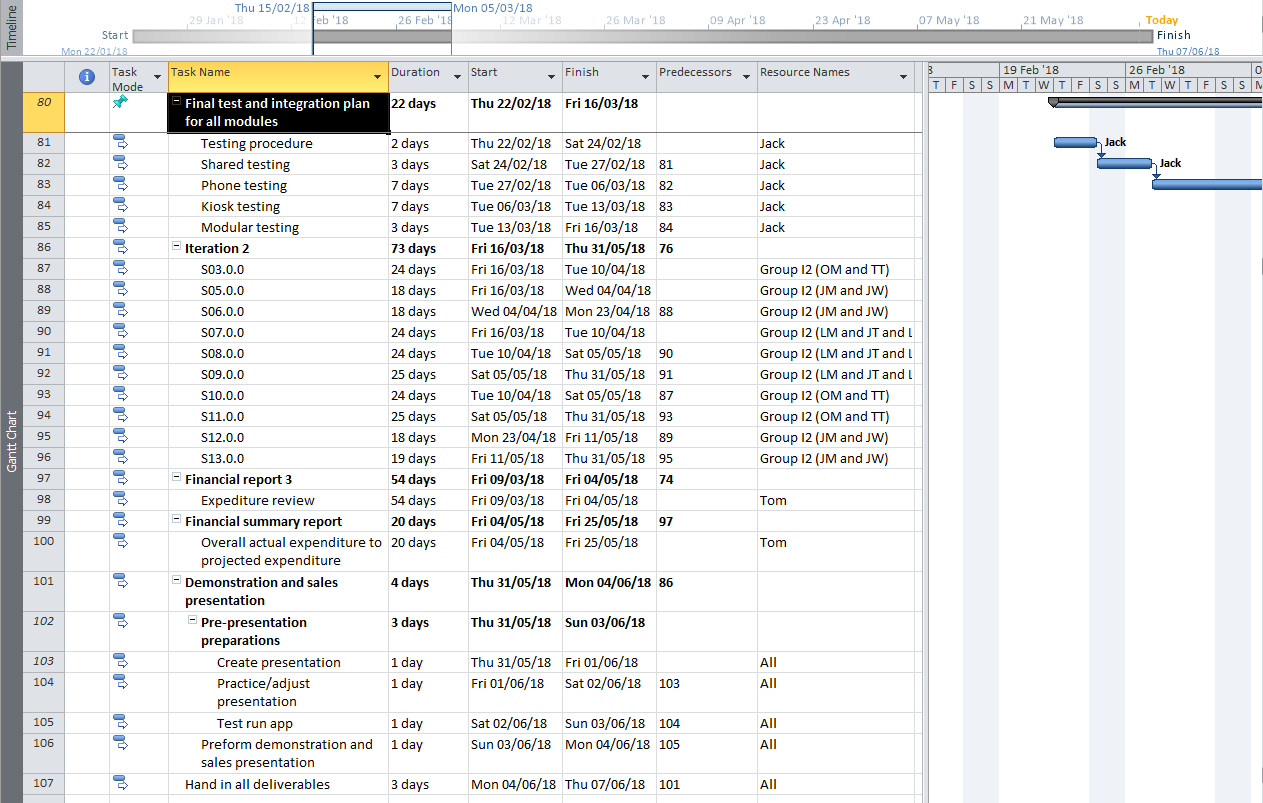 Timeline
Thu 15/02/18 Mon 05/03/18
29 Jan '18 12 Feb '18 26 Feb '18 12 Mar '18 26 Mar '18 09 Apr '18 23 Apr '18 07 May '18 21 May '18 Today
Start Finish
Mon 22/01/18 Thu 07/06/18
Gantt Chart
Task Mode Task Name Duration Start Finish Predecessors Resource Names
19 Feb '18 26 Feb '18
T F S S M T W T F S S M T W T F S S M
80 Final test and integration plan for all modules 22 days Thu 22/02/18 Fri 16/03/18
81 Testing procedure 2 days Thu 22/02/18 Sat 24/02/18 Jack Jack
82 Shared testing 3 days Sat 24/02/18 Tue 27/02/18 81 Jack Jack
83 Phone testing 7 days Tue 27/02/18 Tue 06/03/18 82 Jack
84 Kiosk testing 7 days Tue 06/03/18 Tue 13/03/18 83 Jack
85 Modular testing 3 days Tue 13/03/18 Fri 16/03/18 84 Jack
86 Iteration 2 73 days Fri 16/03/18 Thu 31/05/18 76
87 S03.0.0 24 days Fri 16/03/18 Tue 10/04/18 Group I2 (OM and TT)
88 S05.0.0 18 days Fri 16/03/18 Wed 04/04/18 Group I2 (JM and JW)
89 S06.0.0 18 days Wed 04/04/18 Mon 23/04/18 88 Group I2 (JM and JW)
90 S07.0.0 24 days Fri 16/03/18 Tue 10/04/18 Group I2 (LM and JT and L
91 S08.0.0 24 days Tue 10/04/18 Sat 05/05/18 90 Group I2 (LM and JT and L
92 S09.0.0 25 days Sat 05/05/18 Thu 31/05/18 91 Group I2 (LM and JT and L
93 S10.0.0 24 days Tue 10/04/18 Sat 05/05/18 87 Group I2 (OM and TT)
94 S11.0.0 25 days Sat 05/05/18 Thu 31/05/18 93 Group I2 (OM and TT)
95 S12.0.0 18 days Mon 23/04/18 Fri 11/05/18 89 Group I2 (JM and JW)
96 S13.0.0 19 days Fri 11/05/18 Thu 31/05/18 95 Group I2 (JM and JW)
97 Financial report 3 54 days Fri 09/03/18 Fri 04/05/18 74
98 Expediture review 54 days Fri 09/03/18 Fri 04/05/18 Tom
99 Financial summary report 20 days Fri 04/05/18 Fri 25/05/18 97
100 Overall actual expenditure to projected expenditure 20 days Fri 04/05/18 Fri 25/05/18 Tom
101 Demonstration and sales presentation 4 days Thu 31/05/18 Mon 04/06/18 86
102 Pre-presentation preparations 3 days Thu 31/05/18 Sun 03/06/18
103 Create presentation 1 day Thu 31/05/18 Fri 01/06/18 All
104 Practice/adjust presentation 1 day Fri 01/06/18 Sat 02/06/18 103 All
105 Test run app 1 day Sat 02/06/18 Sun 03/06/18 104 All
106 Preform demonstration and sales presentation 1 day Sun 03/06/18 Mon 04/06/18 105 All
107 Hand in all deliverables 3 days Mon 04/06/18 Thu 07/06/18 101 All